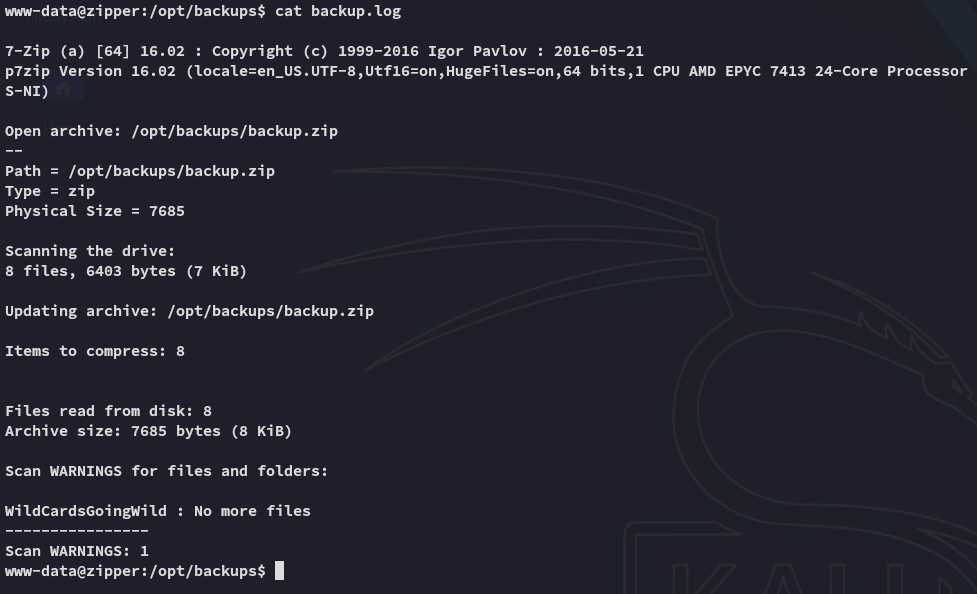 www-data@zipper:/opt/backups$ cat backup.log
7-Zip (a) [64] 16.02 : Copyright (c) 1999-2016 Igor Pavlov : 2016-05-21
p7zip Version 16.02 (locale=en_US.UTF-8,Utf16=on,HugeFiles=on,64 bits,1 CPU AMD EPYC 7413 24-Core Processor
S-NI)
Open archive: /opt/backups/backup.zip
--
Path = /opt/backups/backup.zip
Type = zip
Physical Size = 7685
Scanning the drive:
8 files, 6403 bytes (7 KiB)
Updating archive: /opt/backups/backup.zip
Items to compress: 8
Files read from disk: 8
Archive size: 7685 bytes (8 KiB)
Scan WARNINGS for files and folders:
WildCardsGoingWild : No more files
----------------
Scan WARNINGS: 1
www-data@zipper:/opt/backups$
KALI